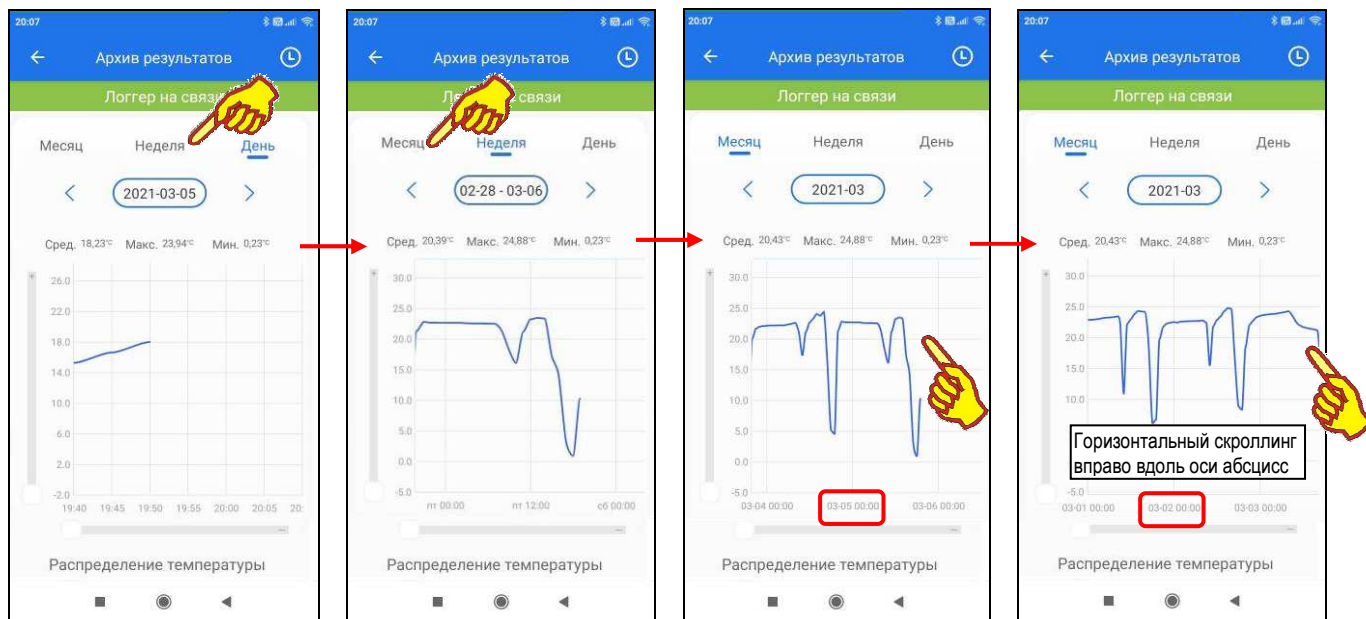 20:07
Архив результатов
Логгер на связи
Месяц Неделя День
2021-03-05
Сред. 18,23°C Макс. 23,94°C Мин. 0,23°C
26.0
22.0
18.0
14.0
10.0
6.0
2.0
-2.0
19:40 19:45 19:50 19:55 20:00 20:05 20:
Распределение температуры
20:07
Архив результатов
связи
Месяц Неделя День
02-28 - 03-06
Сред. 20,39°C Макс. 24,88°C Мин. 0,23°C
30.0
25.0
20.0
15.0
10.0
5.0
0.0
-5.0
пт 00:00 пт 12:00 сб 00:00
Распределение температуры
20:07
Архив результатов
Логгер на связи
Месяц Неделя День
2021-03
Сред. 20,43°C Макс. 24,88°C Мин. 0,23°C
30.0
25.0
20.0
15.0
10.0
5.0
0.0
-5.0
03-04 00:00 03-05 00:00 03-06 00:00
Распределение температуры
20:07
Архив результатов
Логгер на связи
Месяц Неделя День
2021-03
Сред. 20,43°C Макс. 24,88°C Мин. 0,23°C
30.0
25.0
20.0
15.0
10.0
Горизонтальный скроллинг
вправо вдоль оси абсцисс
-5.0
03-01 00:00 03-02 00:00 03-03 00:00
Распределение температуры